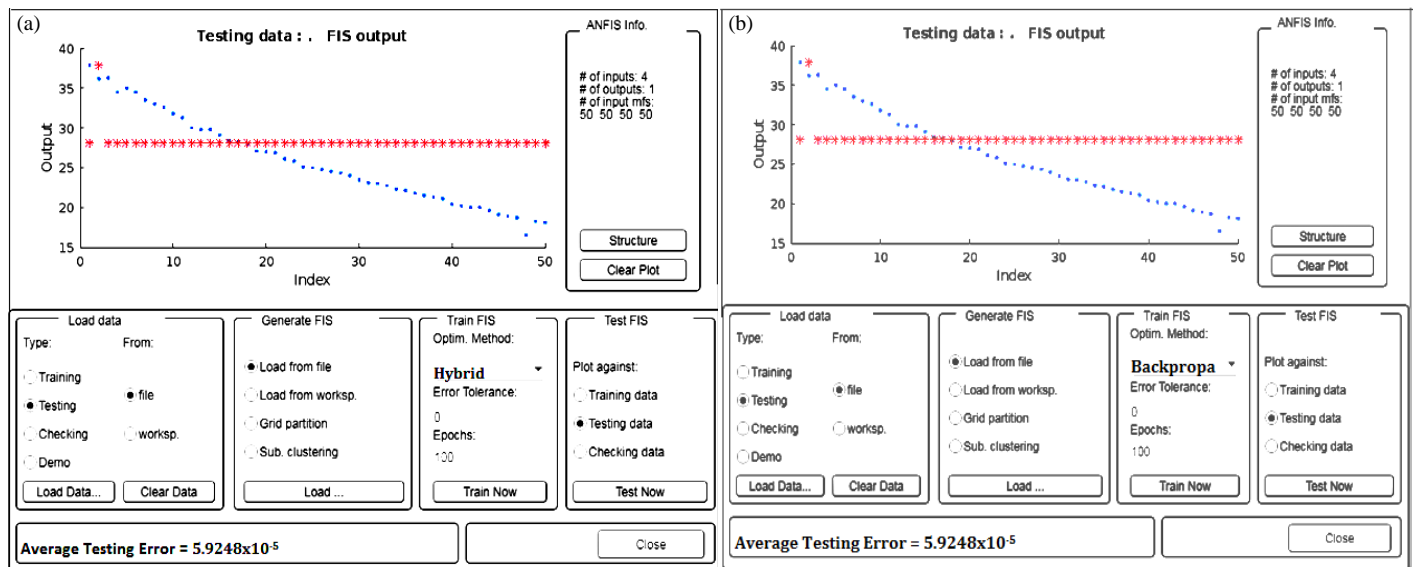 (a)
Testing data : .   FIS output
40
35
30
25
20
15
Output
0
10
20
30
40
50
Index
ANFIS Info.
# of inputs: 4
# of outputs: 1
# of input mfs:
50 50 50 50
Structure
Clear Plot
Load data
Type:
From:
Training
Testing
Checking
Demo
file
worksp.
Load Data...
Clear Data
Generate FIS
Load from file
Load from worksp.
Grid partition
Sub. clustering
Load ...
Train FIS
Optim. Method:
Hybrid
Error Tolerance:
0
Epochs:
100
Train Now
Test FIS
Plot against:
Training data
Testing data
Checking data
Test Now
Average Testing Error = 5.9248x10⁻⁵
Close
(b)
Testing data : .   FIS output
40
35
30
25
20
15
Output
0
10
20
30
40
50
Index
ANFIS Info.
# of inputs: 4
# of outputs: 1
# of input mfs:
50 50 50 50
Structure
Clear Plot
Load data
Type:
From:
Training
Testing
Checking
Demo
file
worksp.
Load Data...
Clear Data
Generate FIS
Load from file
Load from worksp.
Grid partition
Sub. clustering
Load ...
Train FIS
Optim. Method:
Backpropa
Error Tolerance:
0
Epochs:
100
Train Now
Test FIS
Plot against:
Training data
Testing data
Checking data
Test Now
Average Testing Error = 5.9248x10⁻⁵
Close